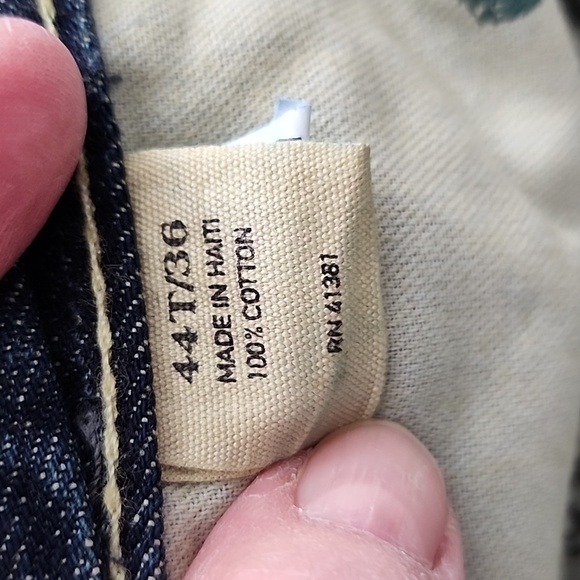 44T/36
MADE IN HAITI
100% COTTON
RN 41381